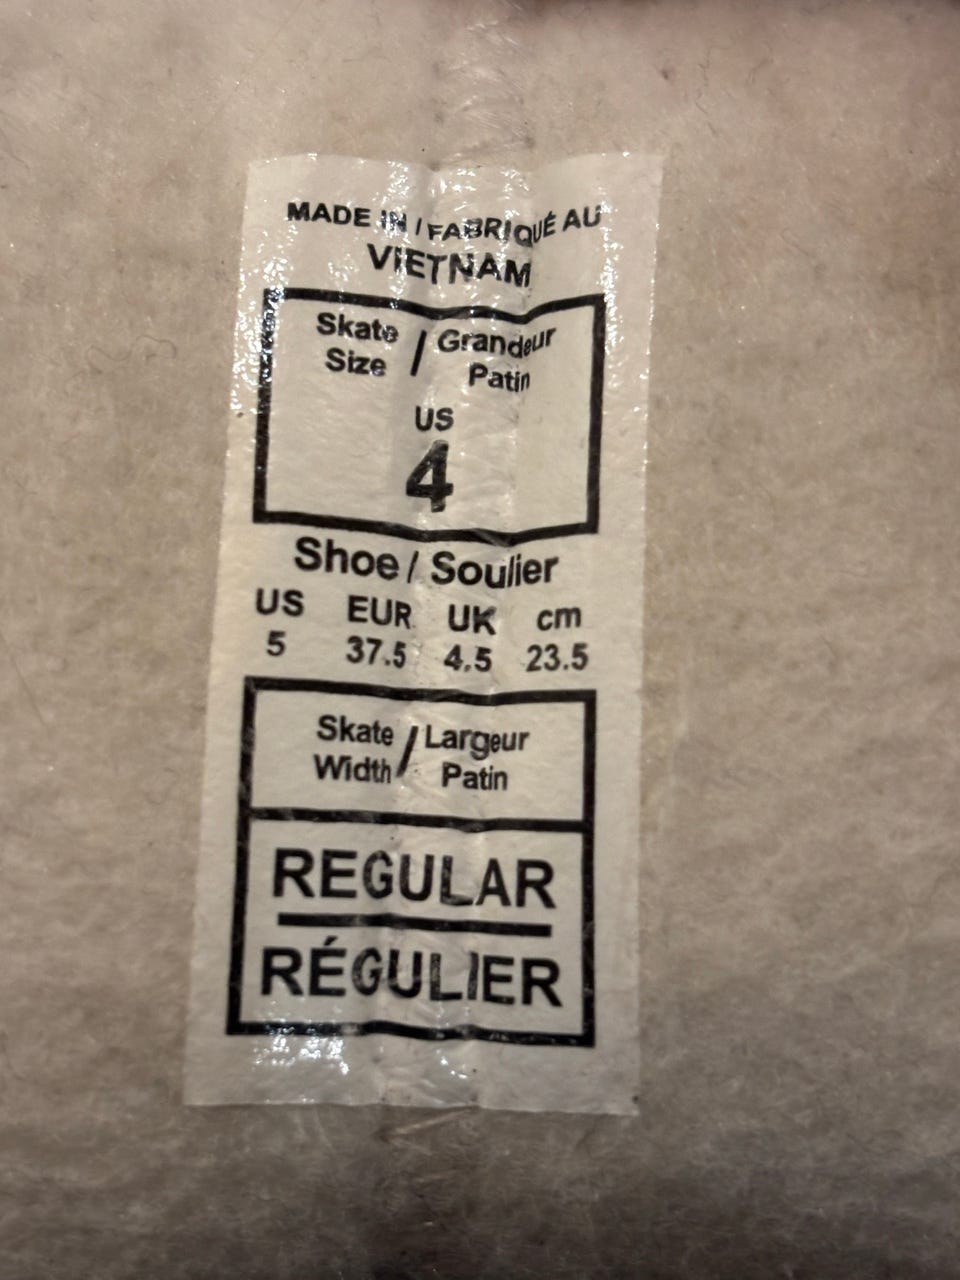 MADE IN / FABRIQUÉ AU
VIETNAM
Skate Size / Grandeur Patin
US
4
Shoe / Soulier
US EUR UK cm
5 37.5 4.5 23.5
Skate Width / Largeur Patin
REGULAR
RÉGULIER